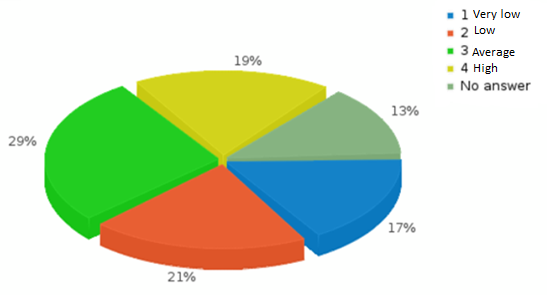 1 Very low
2 Low
3 Average
4 High
No answer
19%
13%
29%
17%
21%